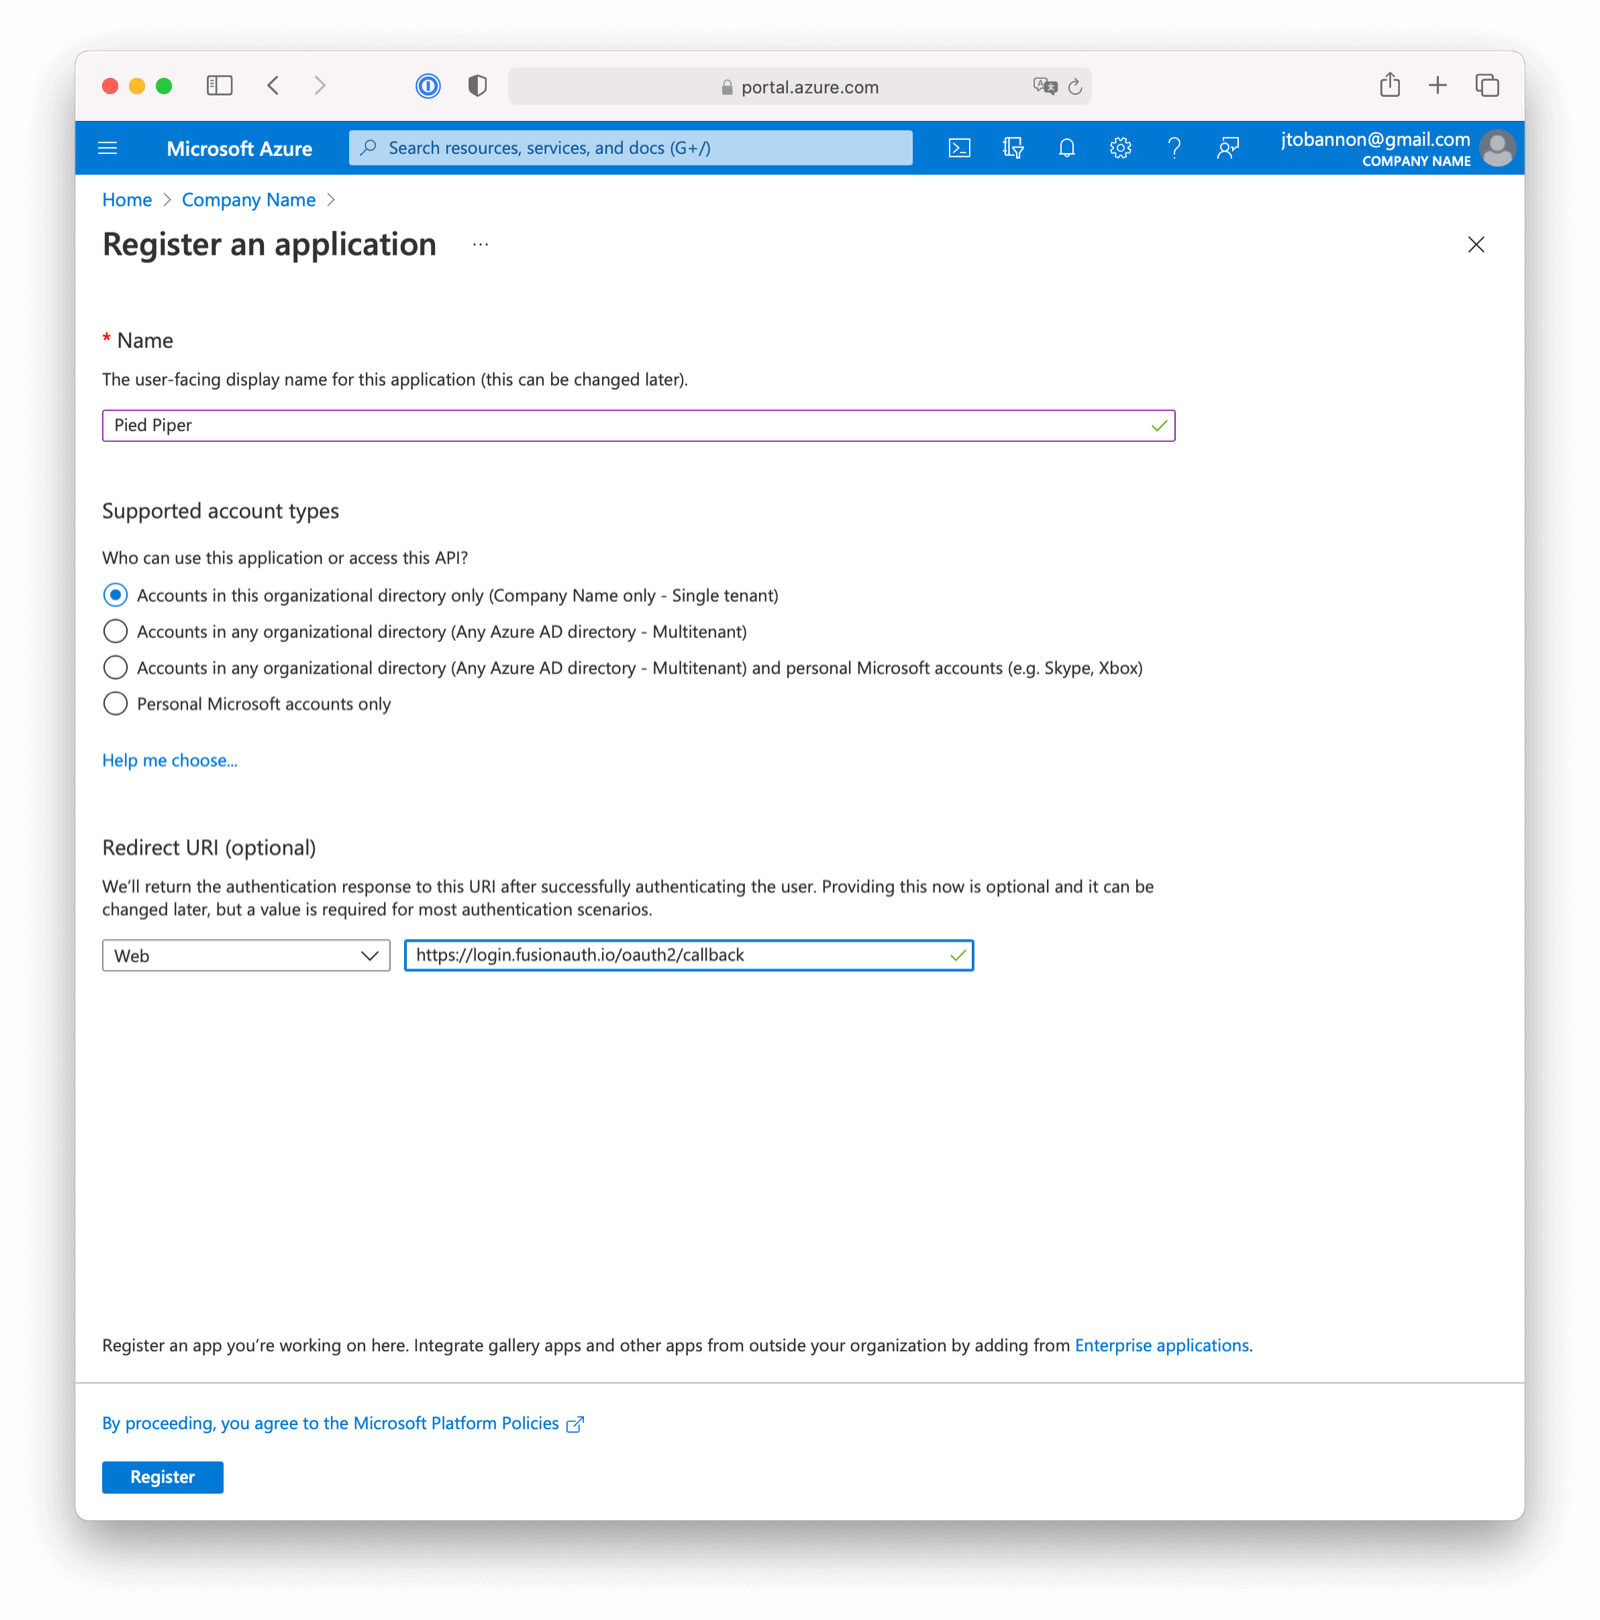 portal.azure.com
Microsoft Azure
Search resources, services, and docs (G+/)
jtobannon@gmail.com
COMPANY NAME
Home > Company Name >
Register an application ...
* Name
The user-facing display name for this application (this can be changed later).
Pied Piper
Supported account types
Who can use this application or access this API?
Accounts in this organizational directory only (Company Name only - Single tenant)
Accounts in any organizational directory (Any Azure AD directory - Multitenant)
Accounts in any organizational directory (Any Azure AD directory - Multitenant) and personal Microsoft accounts (e.g. Skype, Xbox)
Personal Microsoft accounts only
Help me choose...
Redirect URI (optional)
We'll return the authentication response to this URI after successfully authenticating the user. Providing this now is optional and it can be
changed later, but a value is required for most authentication scenarios.
Web
https://login.fusionauth.io/oauth2/callback
Register an app you're working on here. Integrate gallery apps and other apps from outside your organization by adding from Enterprise applications.
By proceeding, you agree to the Microsoft Platform Policies
Register